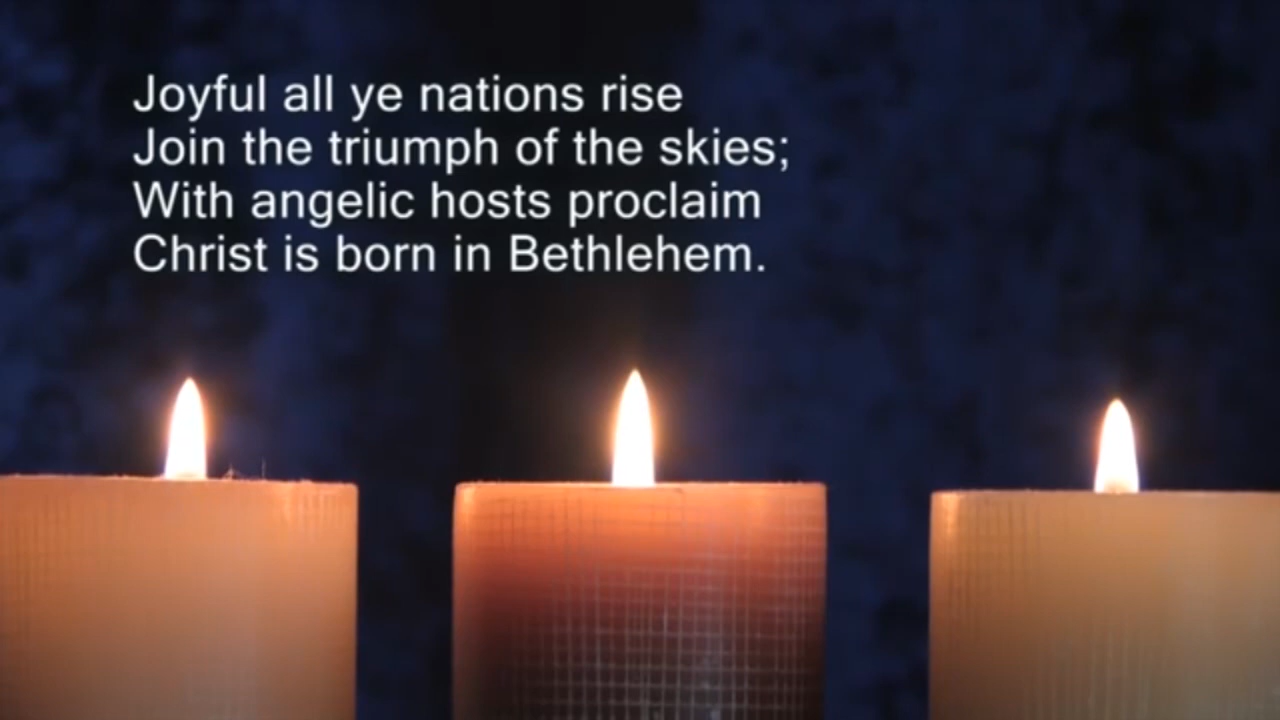 Joyful all ye nations rise
Join the triumph of the skies;
With angelic hosts proclaim
Christ is born in Bethlehem.